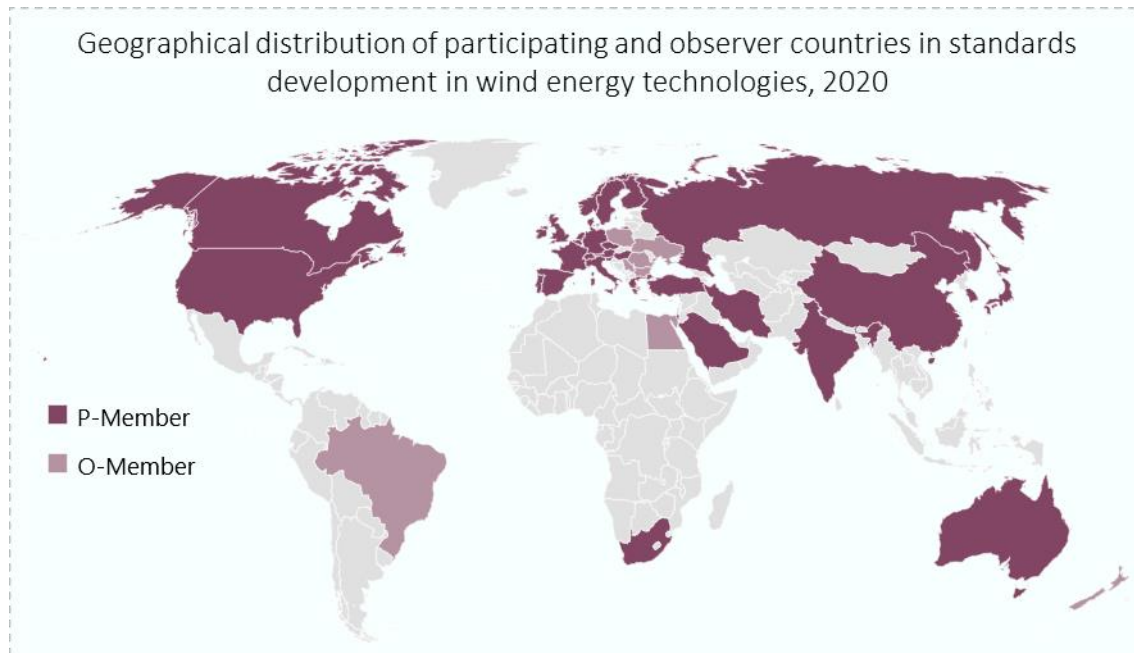 Geographical distribution of participating and observer countries in standards
development in wind energy technologies, 2020
P-Member
O-Member